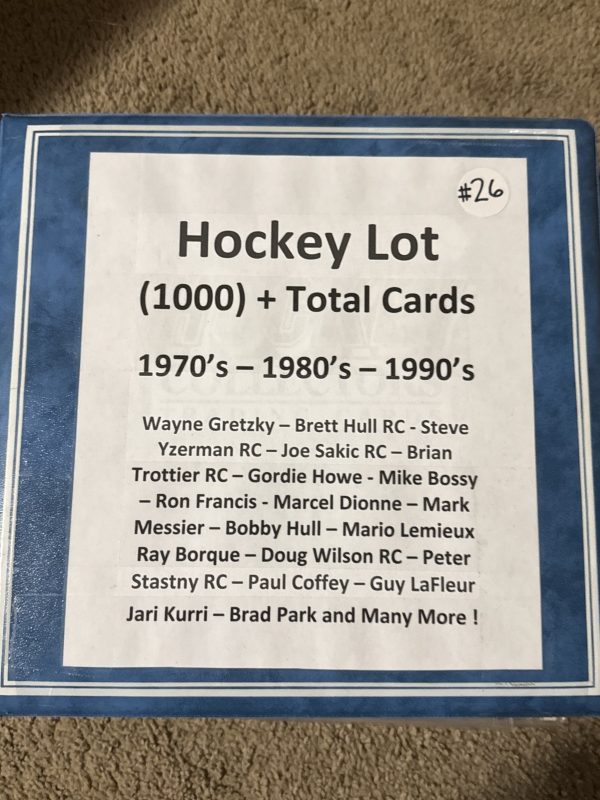 #26
Hockey Lot
(1000) + Total Cards
1970’s – 1980’s – 1990’s
Wayne Gretzky – Brett Hull RC - Steve
Yzerman RC – Joe Sakic RC – Brian
Trottier RC – Gordie Howe - Mike Bossy
– Ron Francis - Marcel Dionne – Mark
Messier – Bobby Hull – Mario Lemieux
Ray Borque – Doug Wilson RC – Peter
Stastny RC – Paul Coffey – Guy LaFleur
Jari Kurri – Brad Park and Many More !